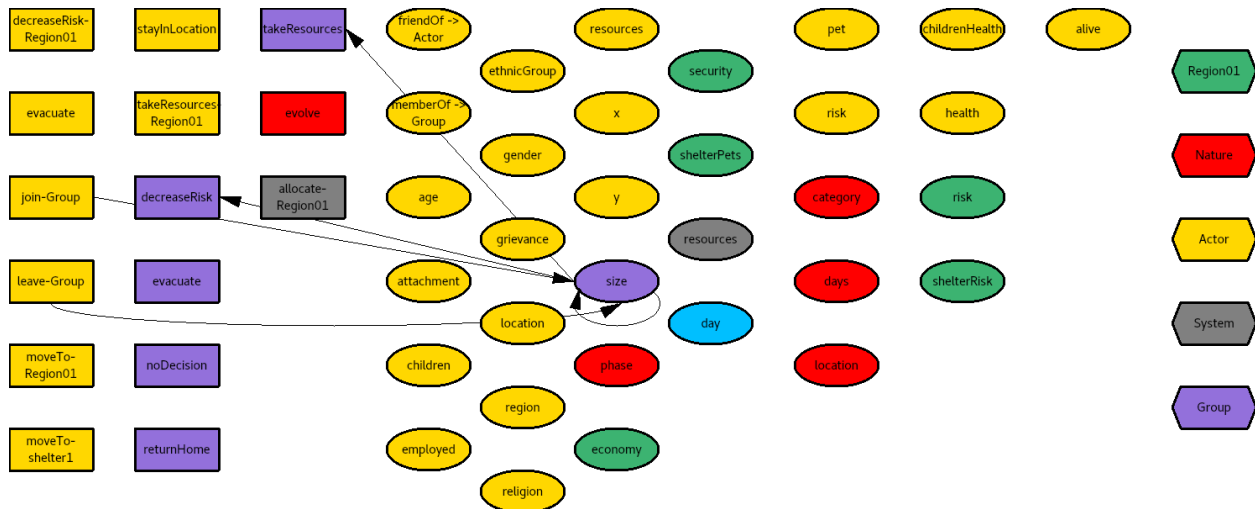 decreaseRisk-
Region01
stayInLocation
takeResources
friendOf ->
Actor
resources
pet
childrenHealth
alive
ethnicGroup
security
Region01
evacuate
takeResources-
Region01
evolve
memberOf ->
Group
x
risk
health
gender
shelterPets
Nature
join-Group
decreaseRisk
allocate-
Region01
age
y
category
risk
grievance
resources
Actor
leave-Group
evacuate
attachment
size
days
shelterRisk
location
day
System
moveTo-
Region01
noDecision
children
phase
location
region
Group
moveTo-
shelter1
returnHome
employed
economy
religion